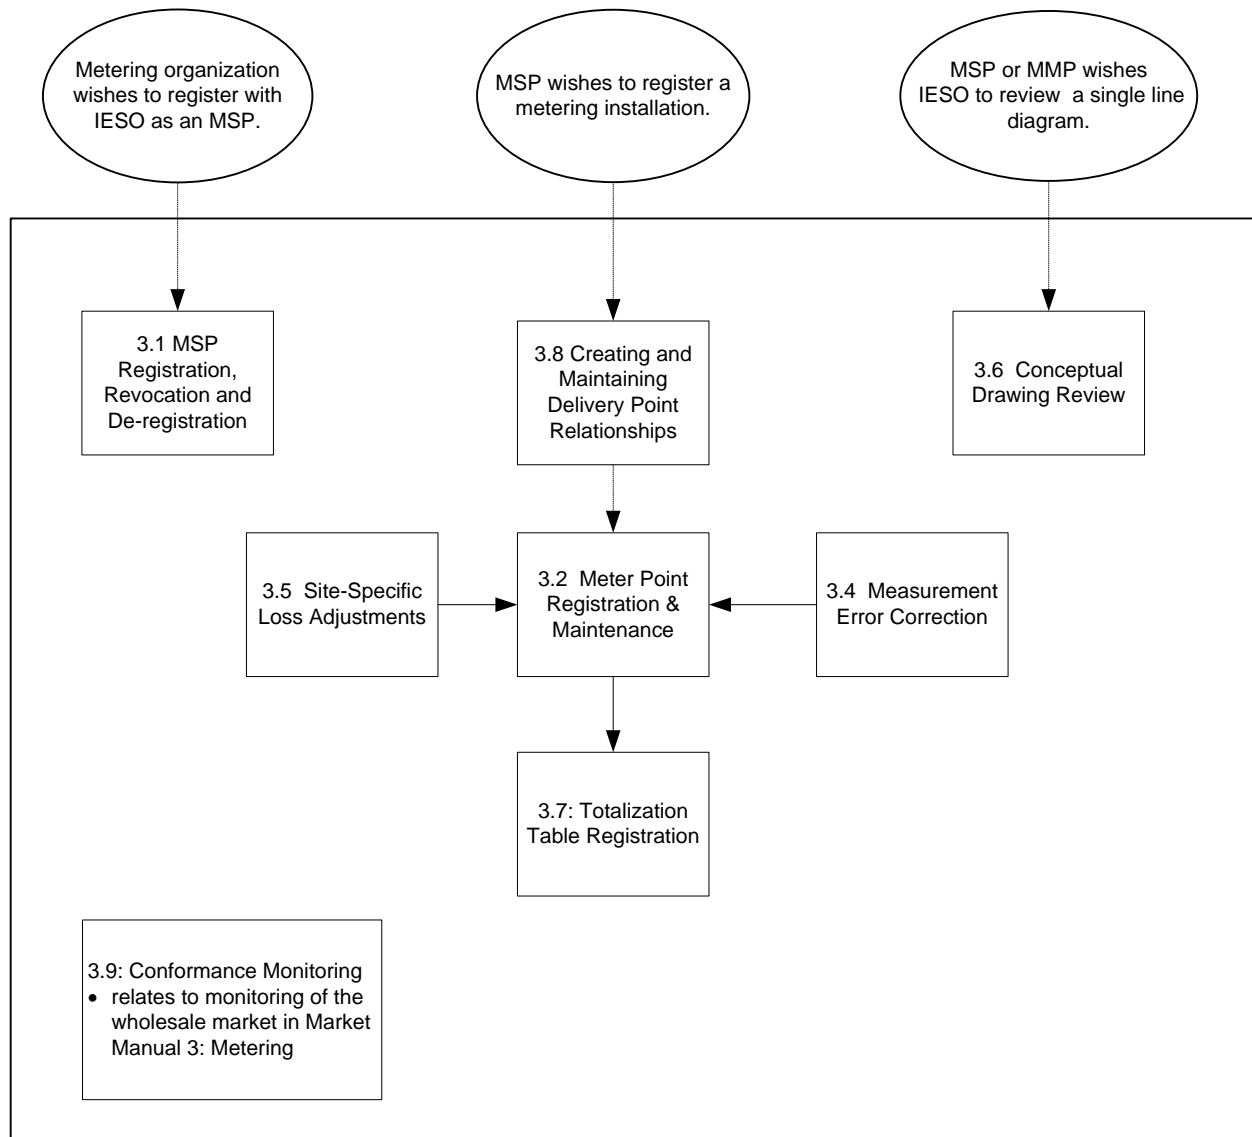 Metering organization
wishes to register with
IESO as an MSP.
MSP wishes to register a
metering installation.
MSP or MMP wishes
IESO to review a single line
diagram.
3.1 MSP
Registration,
Revocation and
De-registration
3.8 Creating and
Maintaining
Delivery Point
Relationships
3.6 Conceptual
Drawing Review
3.5 Site-Specific
Loss Adjustments
3.2 Meter Point
Registration &
Maintenance
3.4 Measurement
Error Correction
3.7: Totalization
Table Registration
3.9: Conformance Monitoring
• relates to monitoring of the
wholesale market in Market
Manual 3: Metering